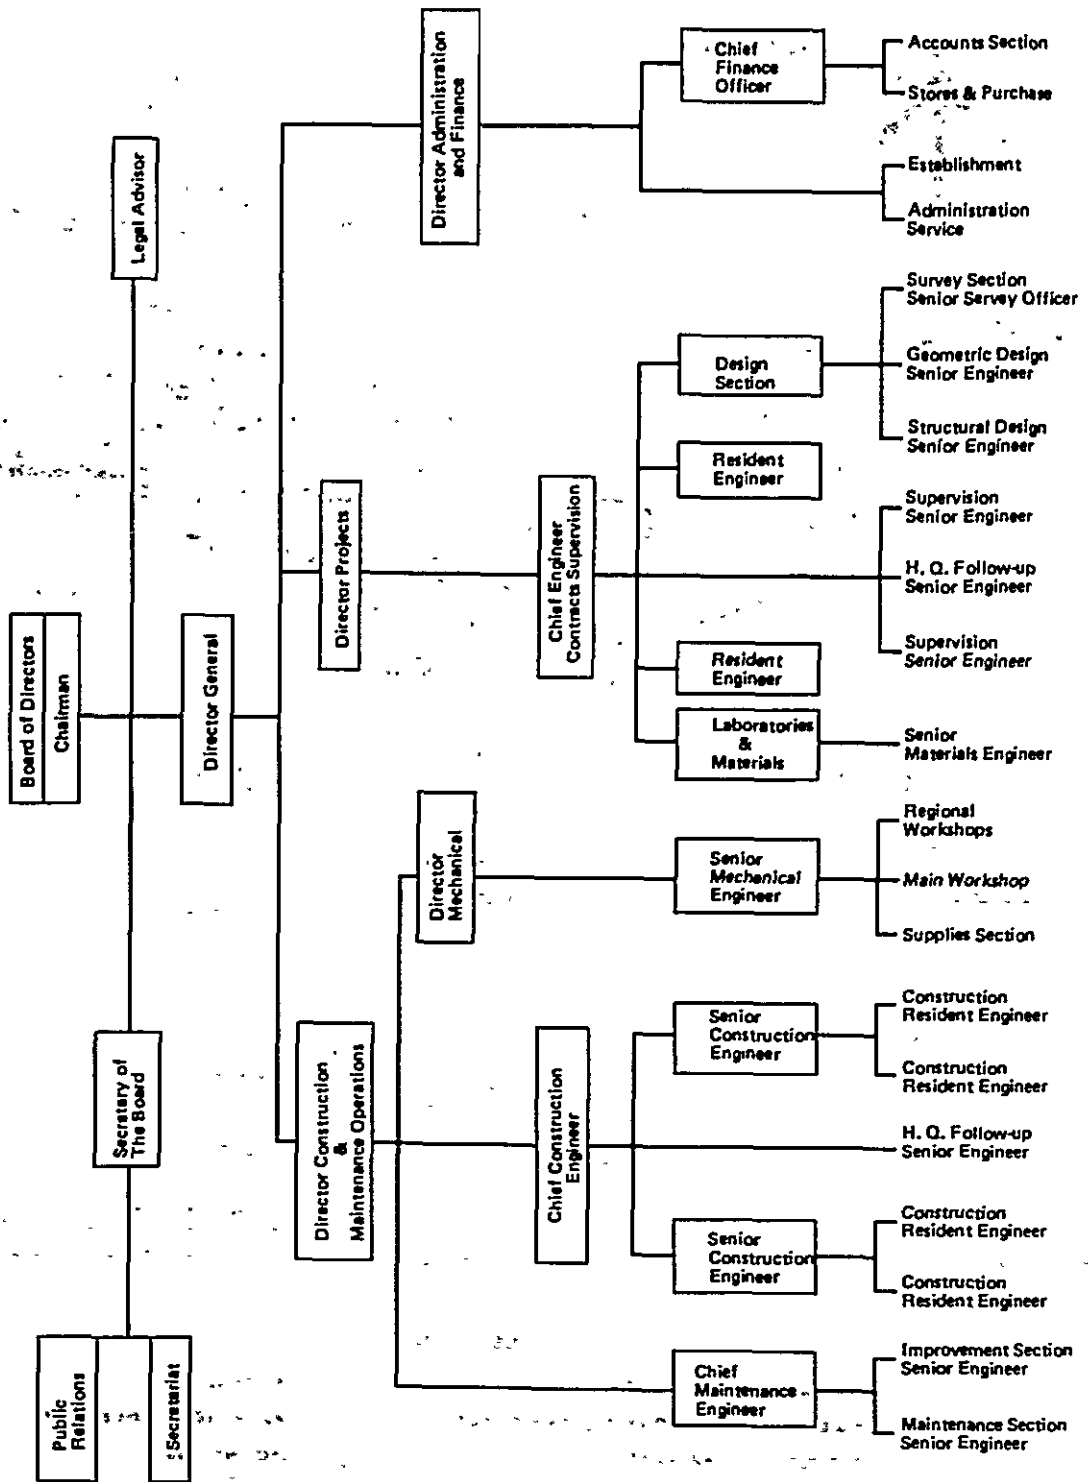 Board of Directors
Chairman
Legal Advisor
Secretary of
The Board
Public
Relations
Secretariat
Director General
Director Administration
and Finance
Director Projects
Director Construction
&
Maintenance Operations
Director
Mechanical
Chief Engineer
Contracts Supervision
Chief Construction
Engineer
Chief
Finance
Officer
Accounts Section
Stores & Purchase
Establishment
Administration
Service
Design
Section
Survey Section
Senior Servey Officer
Geometric Design
Senior Engineer
Structural Design
Senior Engineer
Resident
Engineer
Supervision
Senior Engineer
H. Q. Follow-up
Senior Engineer
Supervision
Senior Engineer
Resident
Engineer
Laboratories
&
Materials
Senior
Materials Engineer
Senior
Mechanical
Engineer
Regional
Workshops
Main Workshop
Supplies Section
Senior
Construction
Engineer
Construction
Resident Engineer
Construction
Resident Engineer
H. Q. Follow-up
Senior Engineer
Senior
Construction
Engineer
Construction
Resident Engineer
Construction
Resident Engineer
Chief
Maintenance
Engineer
Improvement Section
Senior Engineer
Maintenance Section
Senior Engineer